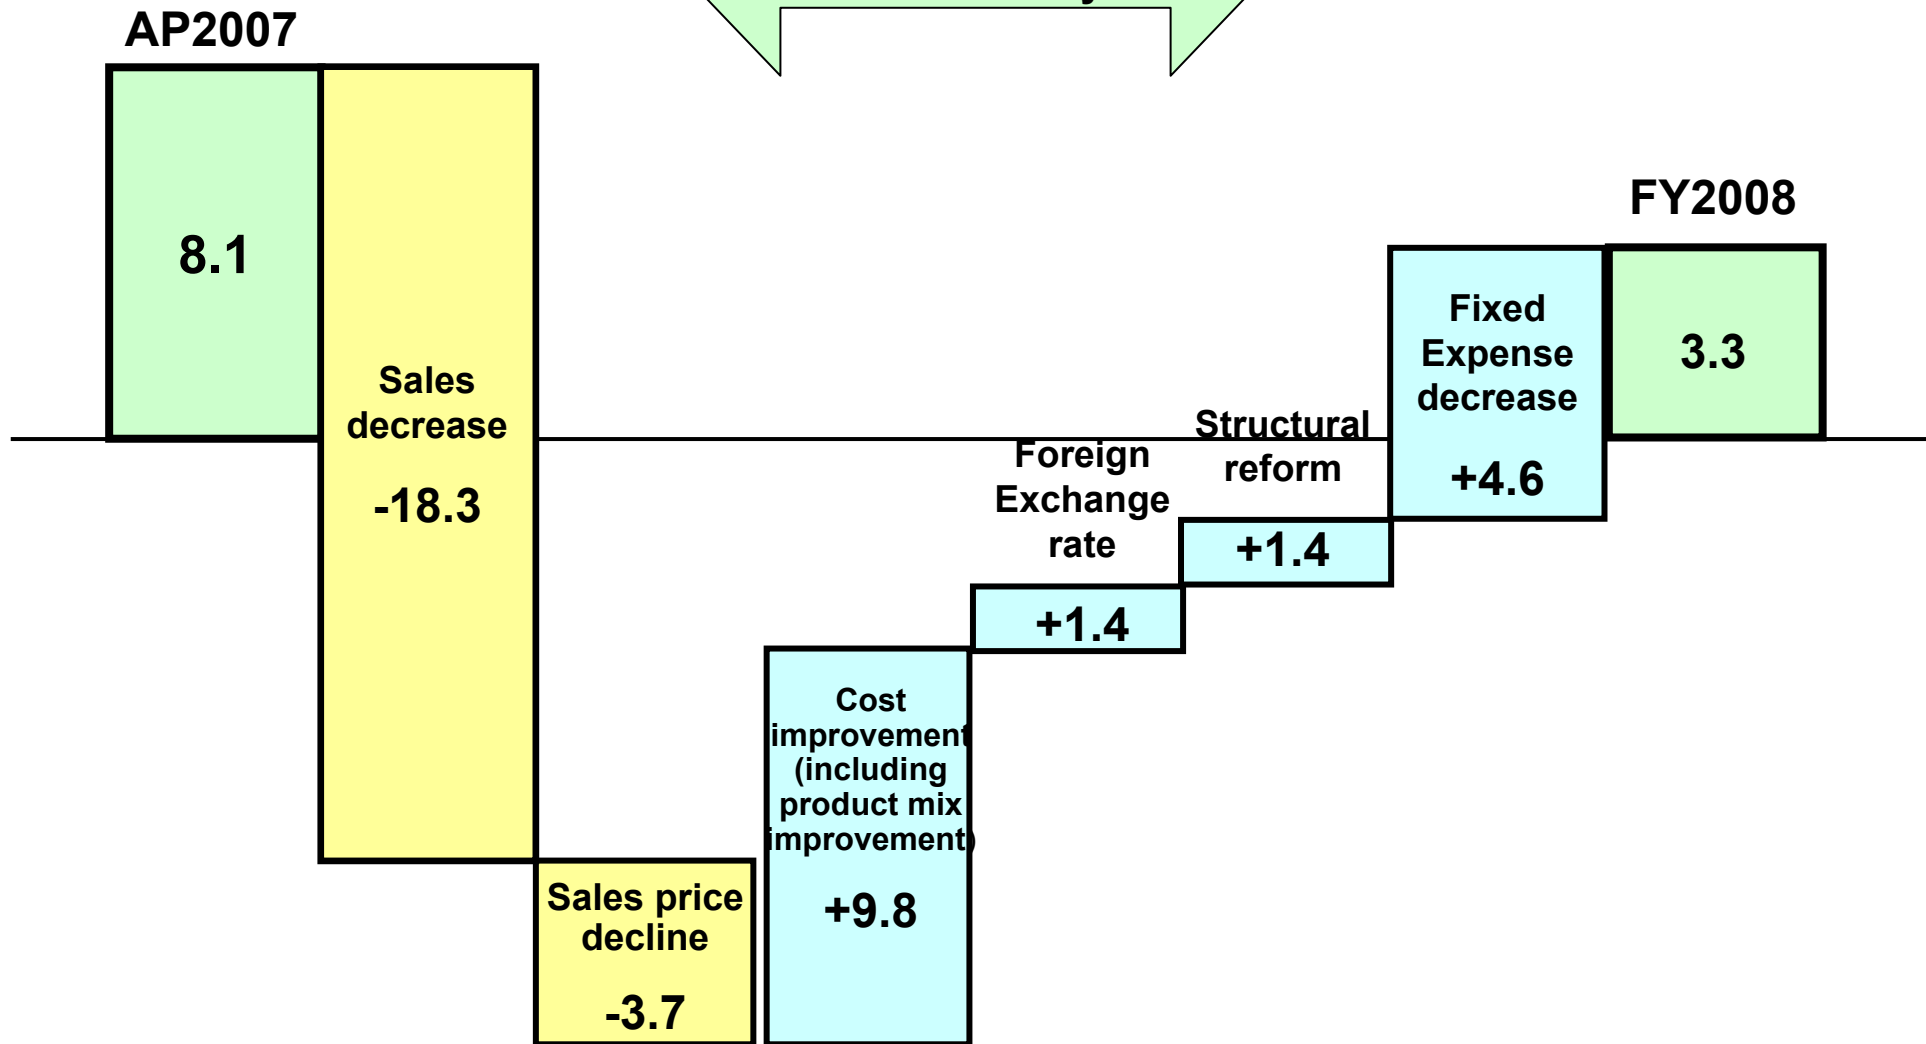 AP2007
8.1
Sales
decrease
-18.3
Sales price
decline
-3.7
Cost
improvement
(including
product mix
improvement)
+9.8
Foreign
Exchange
rate
+1.4
Structural
reform
+1.4
Fixed
Expense
decrease
+4.6
FY2008
3.3